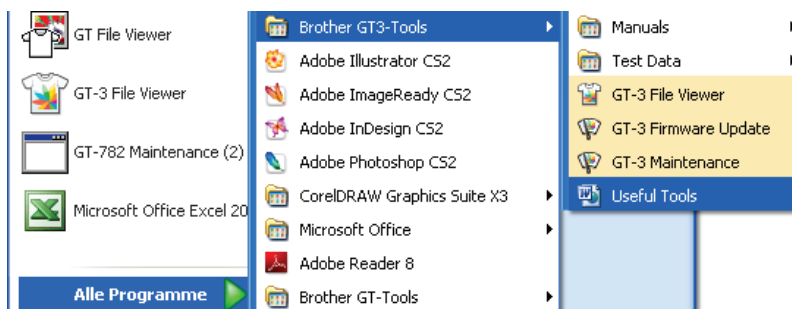 GT File Viewer
GT-3 File Viewer
GT-782 Maintenance (2)
Microsoft Office Excel 20
Alle Programme
Brother GT3-Tools
Adobe Illustrator CS2
Adobe ImageReady CS2
Adobe InDesign CS2
Adobe Photoshop CS2
CorelDRAW Graphics Suite X3
Microsoft Office
Adobe Reader 8
Brother GT-Tools
Manuals
Test Data
GT-3 File Viewer
GT-3 Firmware Update
GT-3 Maintenance
Useful Tools